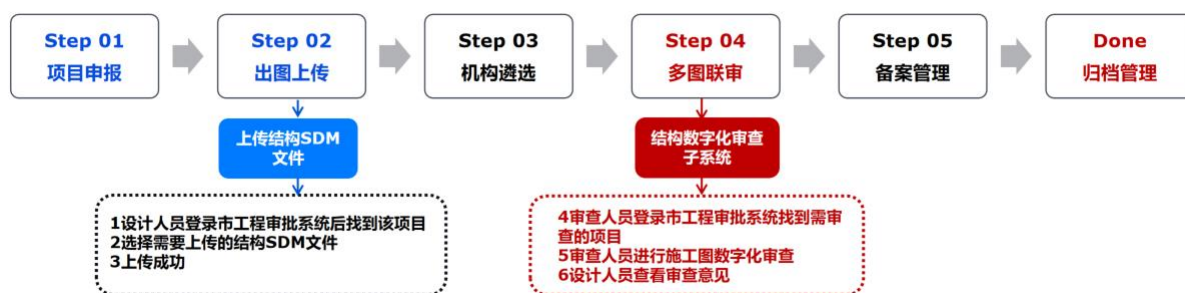 Step 01
项目申报
Step 02
出图上传
Step 03
机构遴选
Step 04
多图联审
Step 05
备案管理
Done
归档管理
上传结构SDM
文件
结构数字化审查
子系统
1设计人员登录市工程审批系统后找到该项目
2选择需要上传的结构SDM文件
3上传成功
4审查人员登录市工程审批系统找到需审
查的项目
5审查人员进行施工图数字化审查
6设计人员查看审查意见